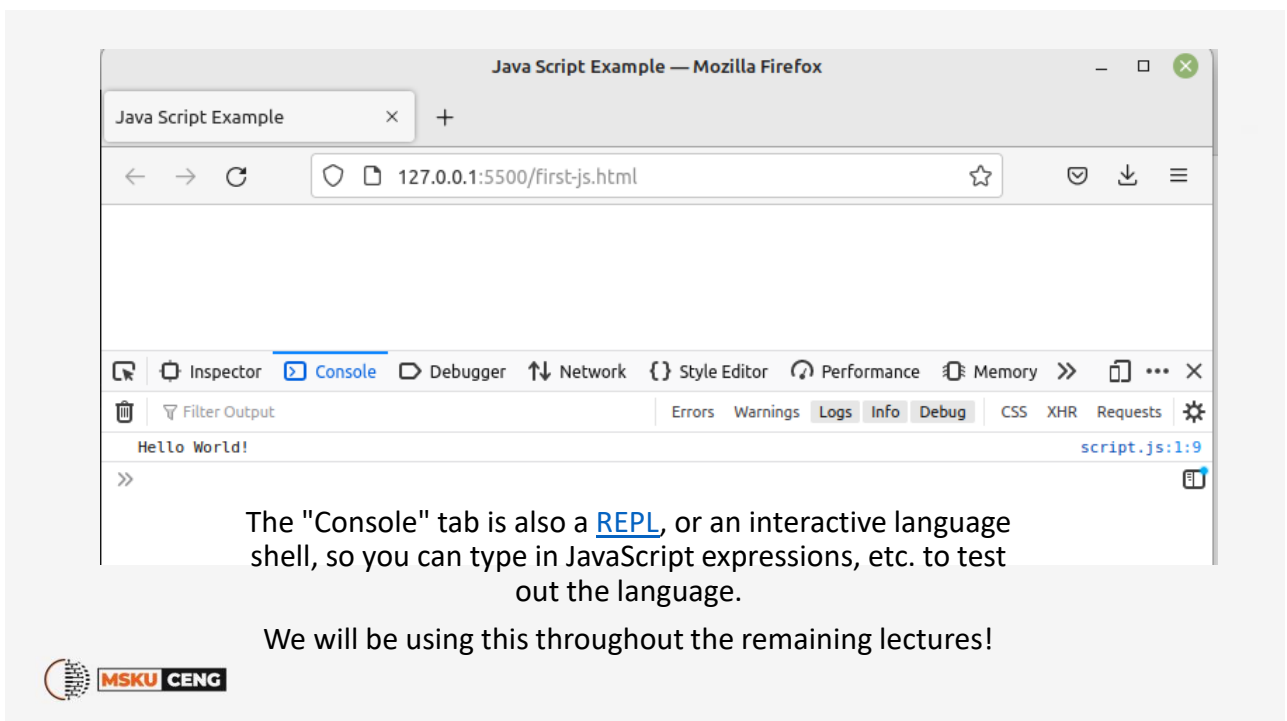 Java Script Example — Mozilla Firefox
Java Script Example
127.0.0.1:5500/first-js.html
Inspector Console Debugger Network Style Editor Performance Memory
Filter Output Errors Warnings Logs Info Debug CSS XHR Requests
Hello World! script.js:1:9
The "Console" tab is also a REPL, or an interactive language
shell, so you can type in JavaScript expressions, etc. to test
out the language.
We will be using this throughout the remaining lectures!
MSKU CENG